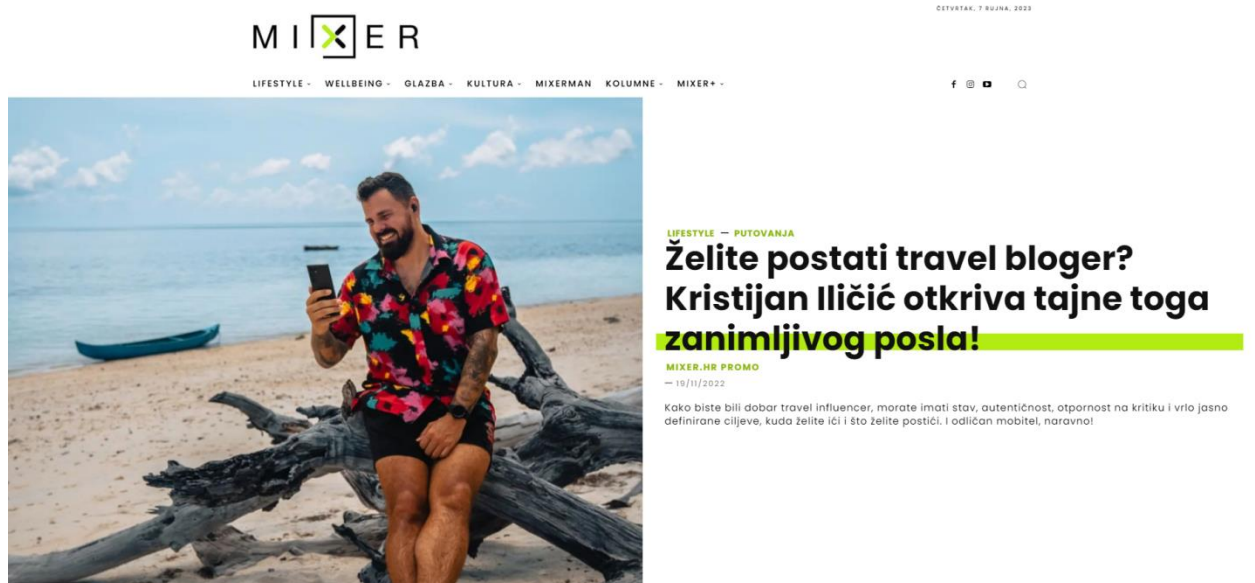 ČETVRTAK, 7 RUJNA, 2023
MIXER
LIFESTYLE WELLBEING GLAZBA KULTURA MIXERMAN KOLUMNE MIXER+
LIFESTYLE — PUTOVANJA
Želite postati travel bloger?
Kristijan Iličić otkriva tajne toga
zanimljivog posla!
MIXER.HR PROMO
— 19/11/2022
Kako biste bili dobar travel influencer, morate imati stav, autentičnost, otpornost na kritiku i vrlo jasno
definirane ciljeve, kuda želite ići i što želite postići. I odličan mobitel, naravno!